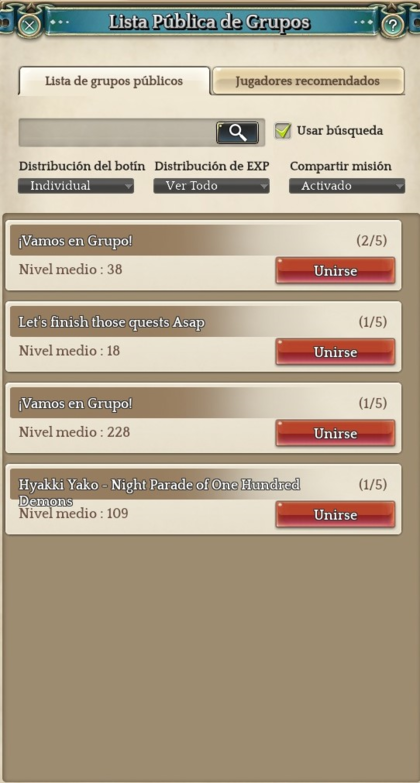 Lista Pública de Grupos
?
Lista de grupos públicos
Jugadores recomendados
Usar búsqueda
Distribución del botín
Distribución de EXP
Compartir misión
Individual
Ver Todo
Activado
¡Vamos en Grupo!
(2/5)
Nivel medio : 38
Unirse
Let's finish those quests Asap
(1/5)
Nivel medio : 18
Unirse
¡Vamos en Grupo!
(1/5)
Nivel medio : 228
Unirse
Hyakki Yako - Night Parade of One Hundred
Demons
(1/5)
Nivel medio : 109
Unirse